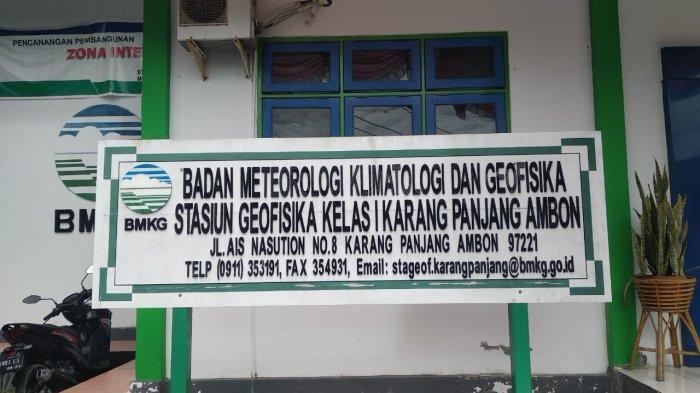 PENCANANGAN PEMBANGUNAN
ZONA INTE
BMKG
BMKG
BADAN METEOROLOGI KLIMATOLOGI DAN GEOFISIKA
STASIUN GEOFISIKA KELAS I KARANG PANJANG AMBON
JL.AIS NASUTION NO.8 KARANG PANJANG AMBON 97221
TELP (0911) 353191, FAX 354931, Email: stageof.karangpanjang@bmkg.go.id